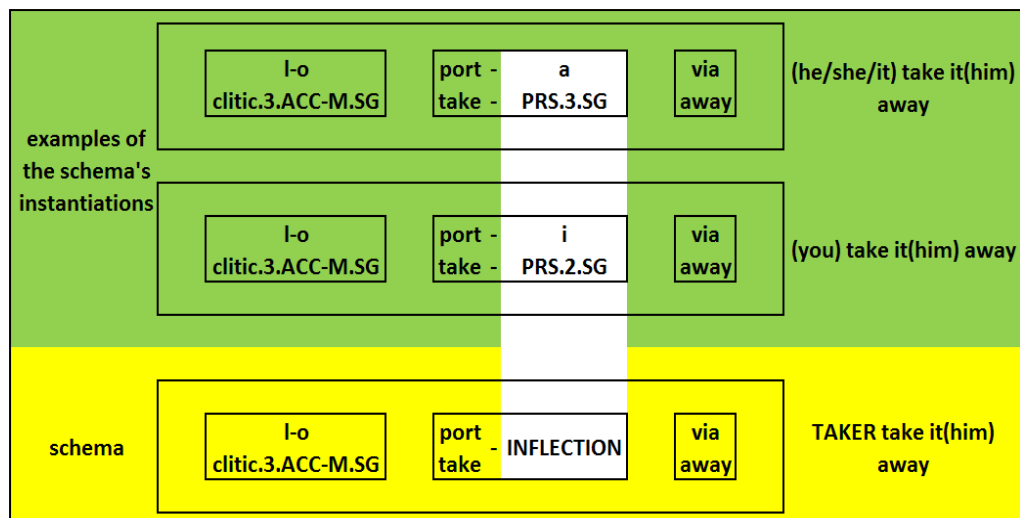 examples of
the schema's
instantiations
l-o
clitic.3.ACC-M.SG
port - a
take - PRS.3.SG
via
away
(he/she/it) take it(him)
away
l-o
clitic.3.ACC-M.SG
port - i
take - PRS.2.SG
via
away
(you) take it(him) away
schema
l-o
clitic.3.ACC-M.SG
port
take
- INFLECTION
via
away
TAKER take it(him)
away